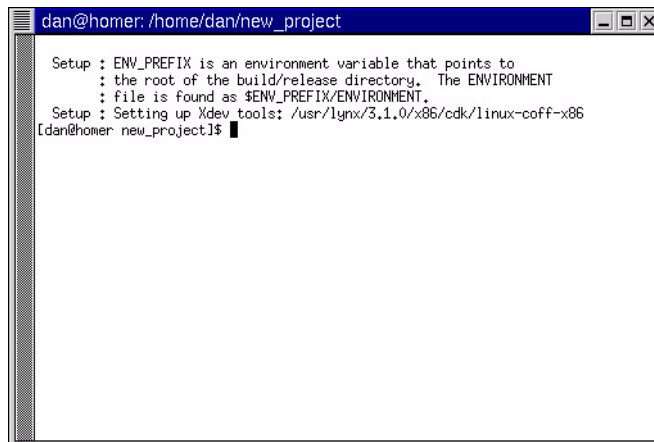 dan@homer: /home/dan/new_project
Setup : ENV_PREFIX is an environment variable that points to
: the root of the build/release directory. The ENVIRONMENT
: file is found as $ENV_PREFIX/ENVIRONMENT.
Setup : Setting up Xdev tools: /usr/lynx/3.1.0/x86/cdk/linux-coff-x86
[dan@homer new_project]$